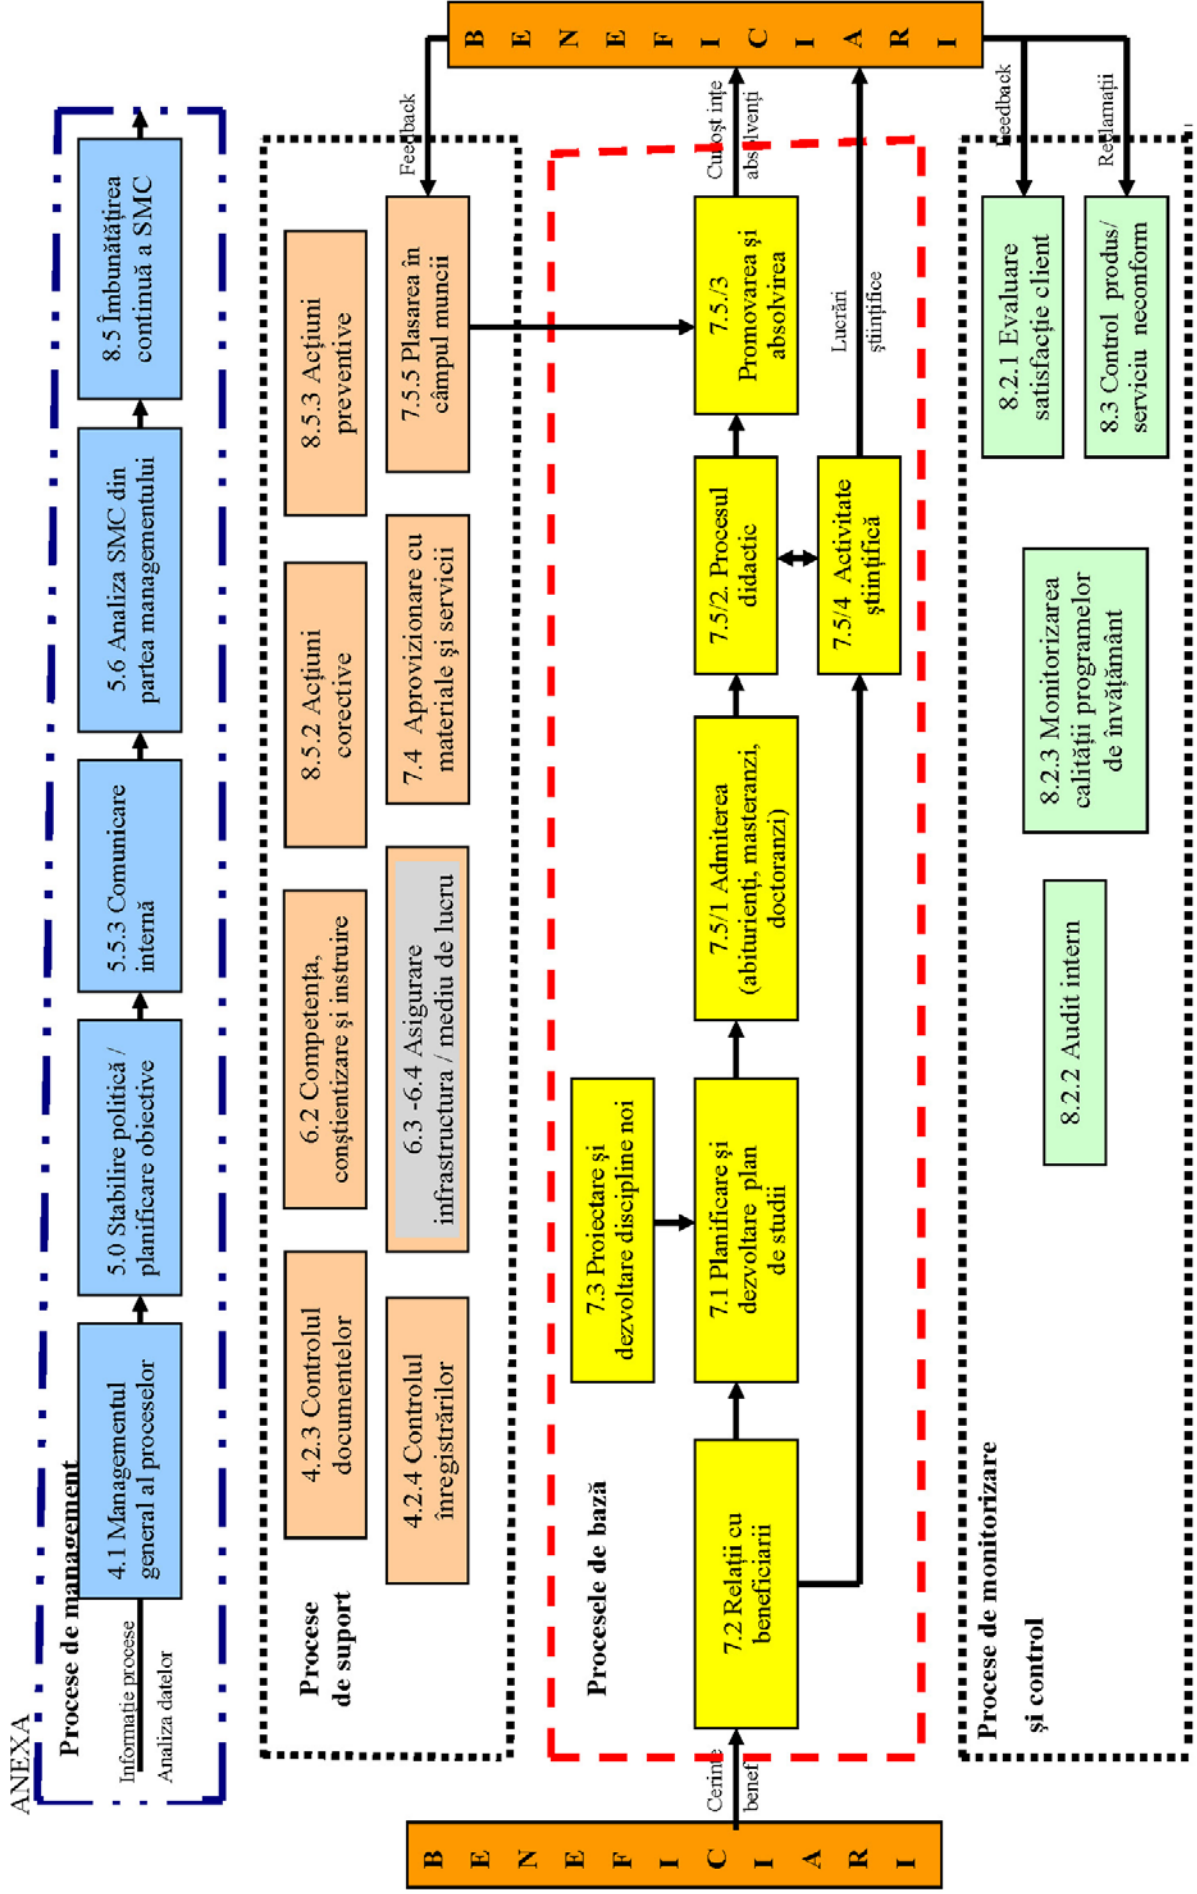 ANEXA
Procese de management
Informație procese
Analiza datelor
4.1 Managementul
general al proceselor
5.0 Stabilire politică /
planificare obiective
5.5.3 Comunicare
internă
5.6 Analiza SMC din
partea managementului
8.5 Îmbunătățirea
continuă a SMC
Procese
de suport
4.2.3 Controlul
documentelor
6.2 Competența,
conștientizare și instruire
8.5.2 Acțiuni
corective
8.5.3 Acțiuni
preventive
4.2.4 Controlul
înregistrărilor
6.3 -6.4 Asigurare
infrastructura / mediu de lucru
7.4 Aprovizionare cu
materiale și servicii
7.5.5 Plasarea în
câmpul muncii
Feedback
BENEFICIARI
Cerințe
benef
Procesele de bază
7.3 Proiectare și
dezvoltare discipline noi
7.2 Relații cu
beneficiarii
7.1 Planificare și
dezvoltare plan
de studii
7.5/1 Admiterea
(abiturienți, masteranzi,
doctoranzi)
7.5/2. Procesul
didactic
7.5./3
Promovarea și
absolvirea
Cunoșt ințe
absolvenți
7.5/4 Activitate
științifică
Lucrări
științifice
BENEFICIARI
Procese de monitorizare
și control
8.2.2 Audit intern
8.2.3 Monitorizarea
calității programelor
de învățământ
8.2.1 Evaluare
satisfacție client
8.3 Control produs/
serviciu neconform
Feedback
Reclamații